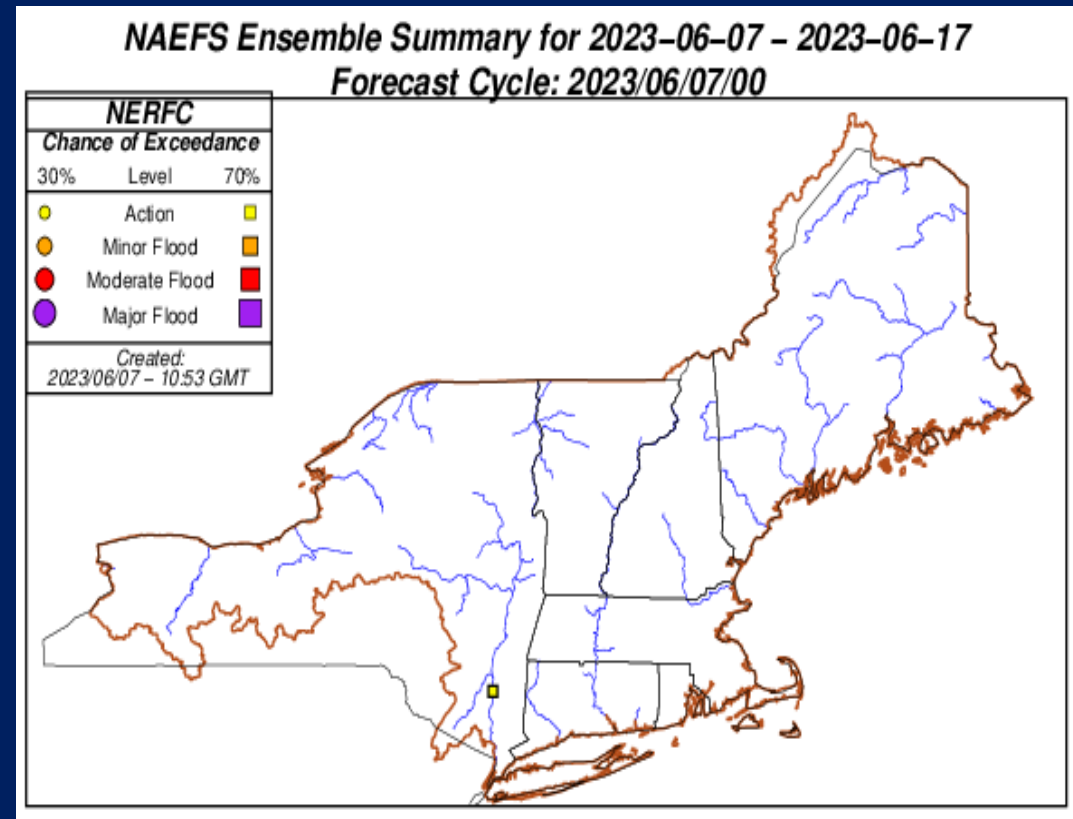 NAEFS Ensemble Summary for 2023−06−07 − 2023−06−17
Forecast Cycle: 2023/06/07/00
NERFC
Chance of Exceedance
30% Level 70%
Action
Minor Flood
Moderate Flood
Major Flood
Created:
2023/06/07 − 10:53 GMT